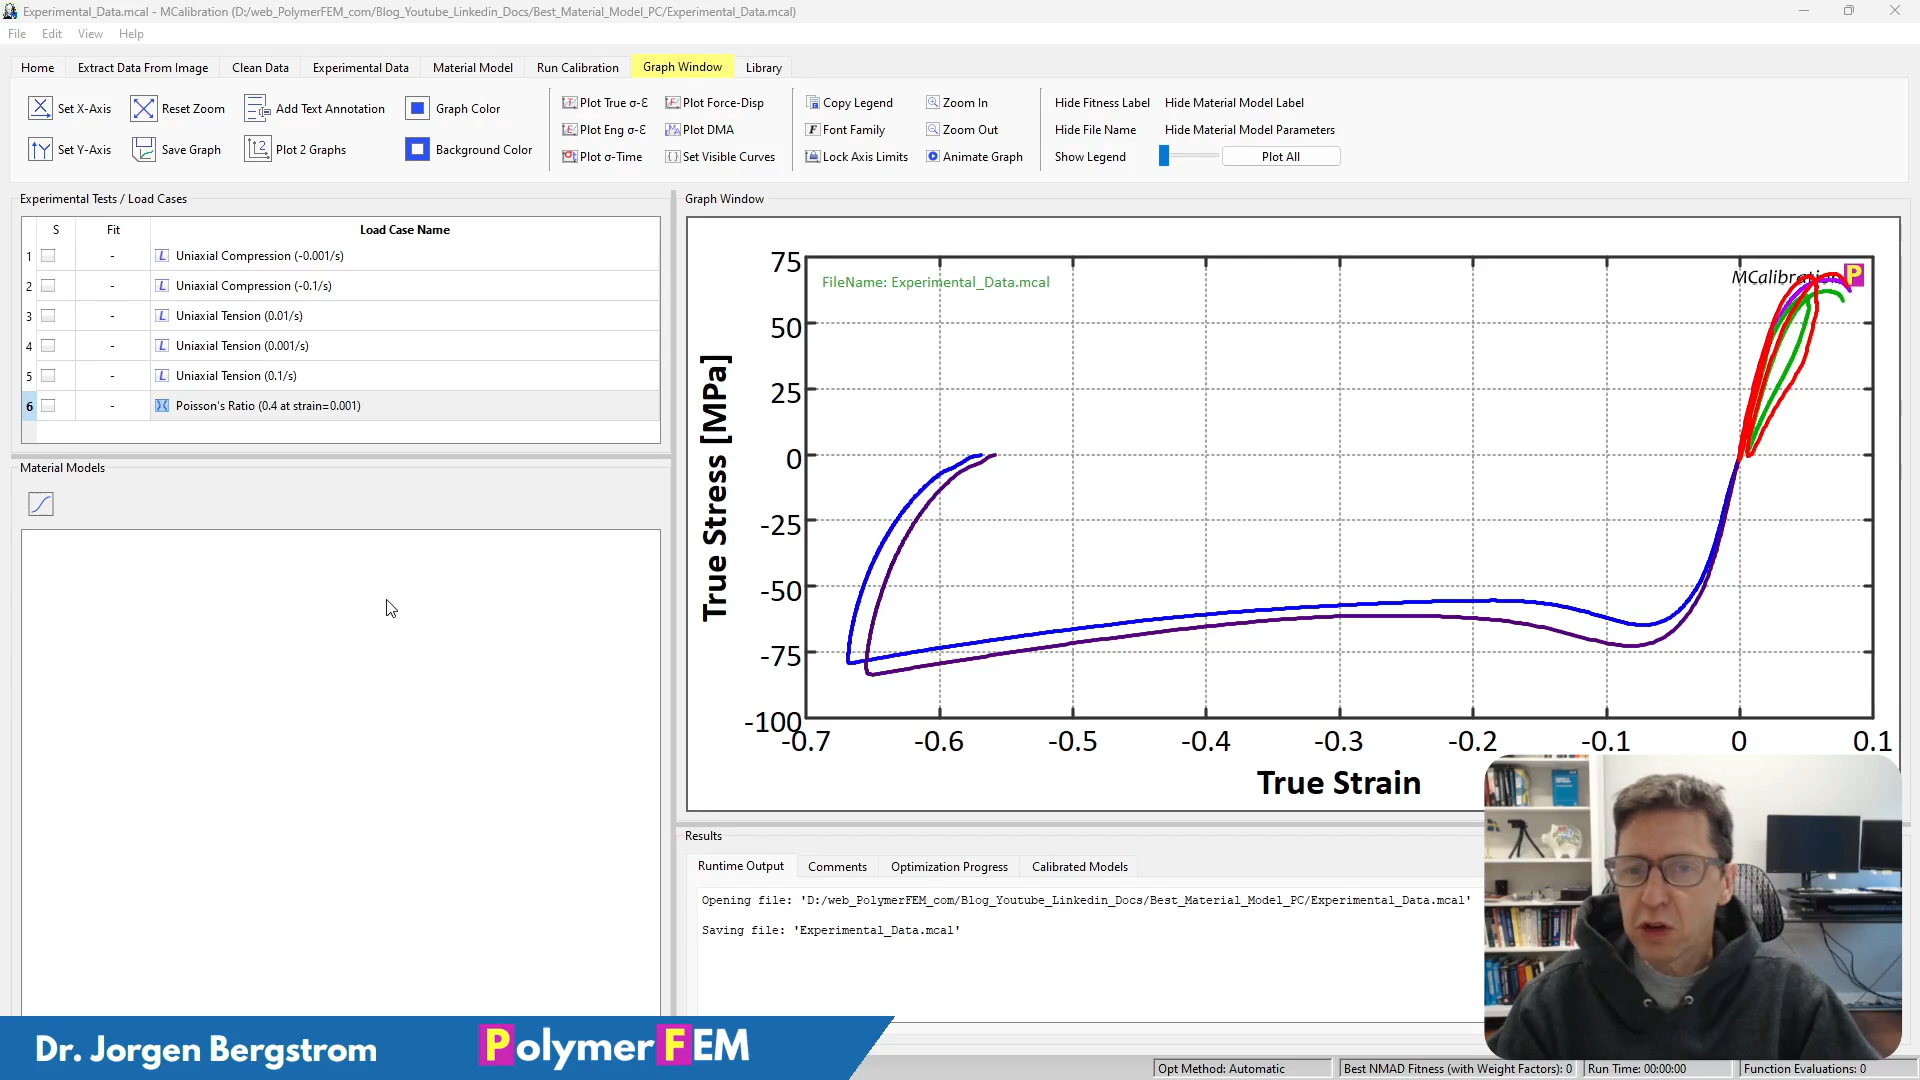 Experimental_Data.mcal - MCalibration (D:/web_PolymerFEM_com/Blog_Youtube_Linkedin_Docs/Best_Material_Model_PC/Experimental_Data.mcal)
File Edit View Help
Home Extract Data From Image Clean Data Experimental Data Material Model Run Calibration Graph Window Library
Set X-Axis Reset Zoom Add Text Annotation Graph Color
Set Y-Axis Save Graph Plot 2 Graphs Background Color
Plot True σ-Ɛ Plot Force-Disp
Plot Eng σ-Ɛ Plot DMA
Plot σ-Time Set Visible Curves
Copy Legend Zoom In
Font Family Zoom Out
Lock Axis Limits Animate Graph
Hide Fitness Label Hide Material Model Label
Hide File Name Hide Material Model Parameters
Show Legend Plot All
Experimental Tests / Load Cases
S Fit Load Case Name
1 - L Uniaxial Compression (-0.001/s)
2 - L Uniaxial Compression (-0.1/s)
3 - L Uniaxial Tension (0.01/s)
4 - L Uniaxial Tension (0.001/s)
5 - L Uniaxial Tension (0.1/s)
6 - Poisson's Ratio (0.4 at strain=0.001)
Material Models
Graph Window
FileName: Experimental_Data.mcal
MCalibration P
75
50
25
0
-25
-50
-75
-100
True Stress [MPa]
-0.7 -0.6 -0.5 -0.4 -0.3 -0.2 -0.1 0 0.1
True Strain
Results
Runtime Output Comments Optimization Progress Calibrated Models
Opening file: 'D:/web_PolymerFEM_com/Blog_Youtube_Linkedin_Docs/Best_Material_Model_PC/Experimental_Data.mcal'
Saving file: 'Experimental_Data.mcal'
Dr. Jorgen Bergstrom PolymerFEM
Opt Method: Automatic Best NMAD Fitness (with Weight Factors): 0 Run Time: 00:00:00 Function Evaluations: 0